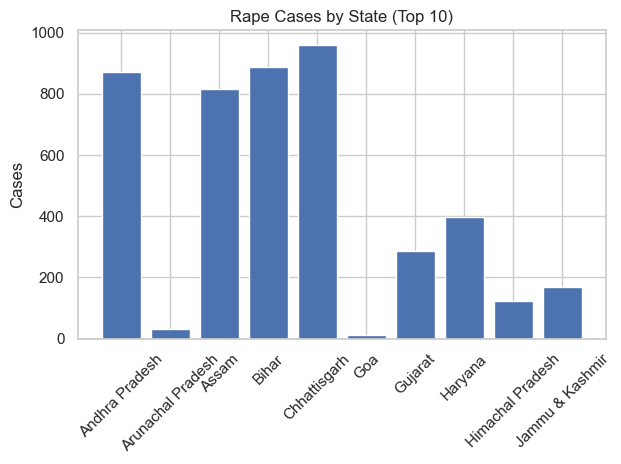 Rape Cases by State (Top 10)
Cases
1000
800
600
400
200
0
Andhra Pradesh
Arunachal Pradesh
Assam
Bihar
Chhattisgarh
Goa
Gujarat
Haryana
Himachal Pradesh
Jammu & Kashmir